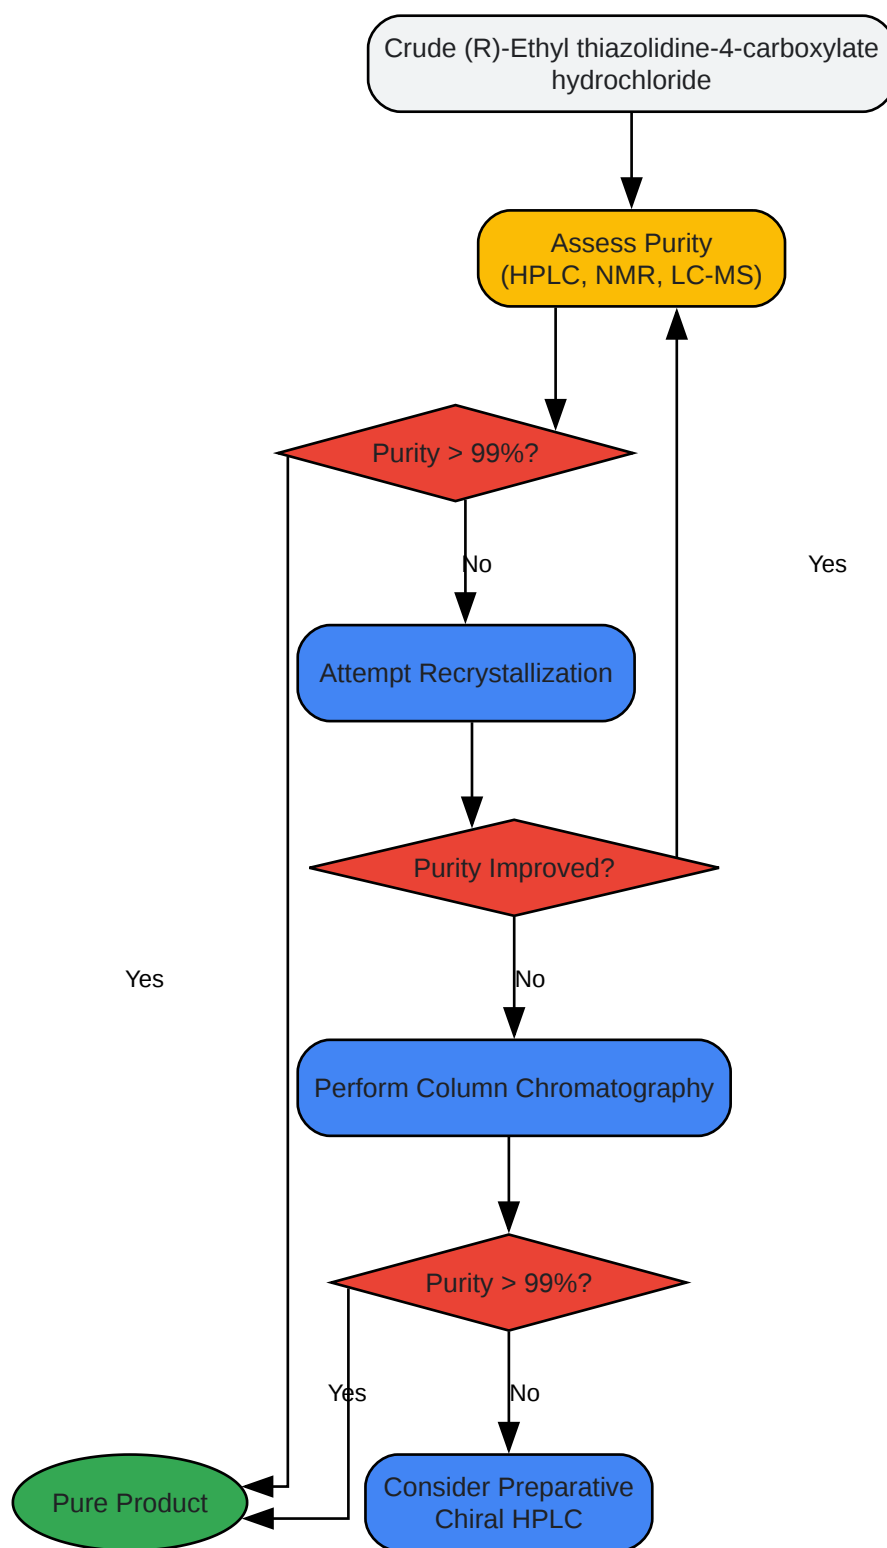 Crude (R)-Ethyl thiazolidine-4-carboxylate
hydrochloride
Assess Purity
(HPLC, NMR, LC-MS)
Purity > 99%?
No
Yes
Attempt Recrystallization
Purity Improved?
Yes
No
Perform Column Chromatography
Purity > 99%?
Yes
No
Pure Product
Consider Preparative
Chiral HPLC